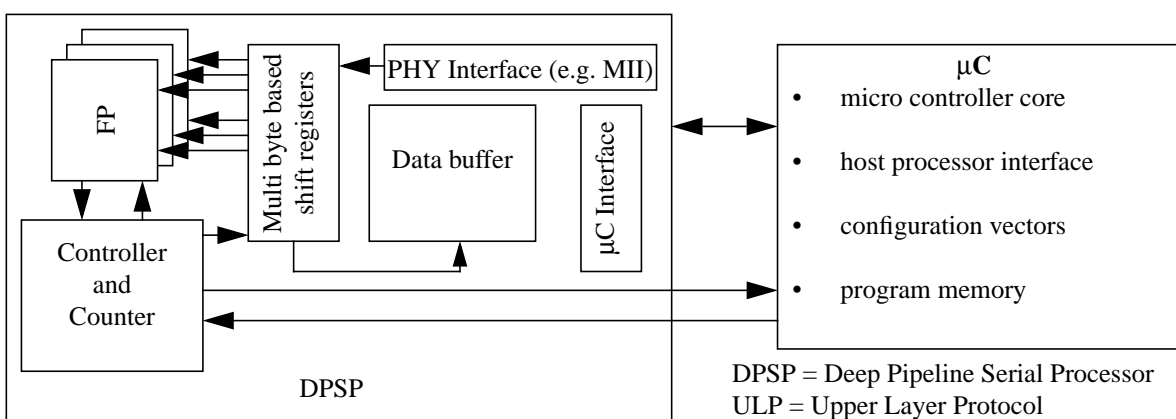 FP
Multi byte based
shift registers
PHY Interface (e.g. MII)
Data buffer
µC Interface
Controller
and
Counter
DPSP
µC
• micro controller core
• host processor interface
• configuration vectors
• program memory
DPSP = Deep Pipeline Serial Processor
ULP = Upper Layer Protocol